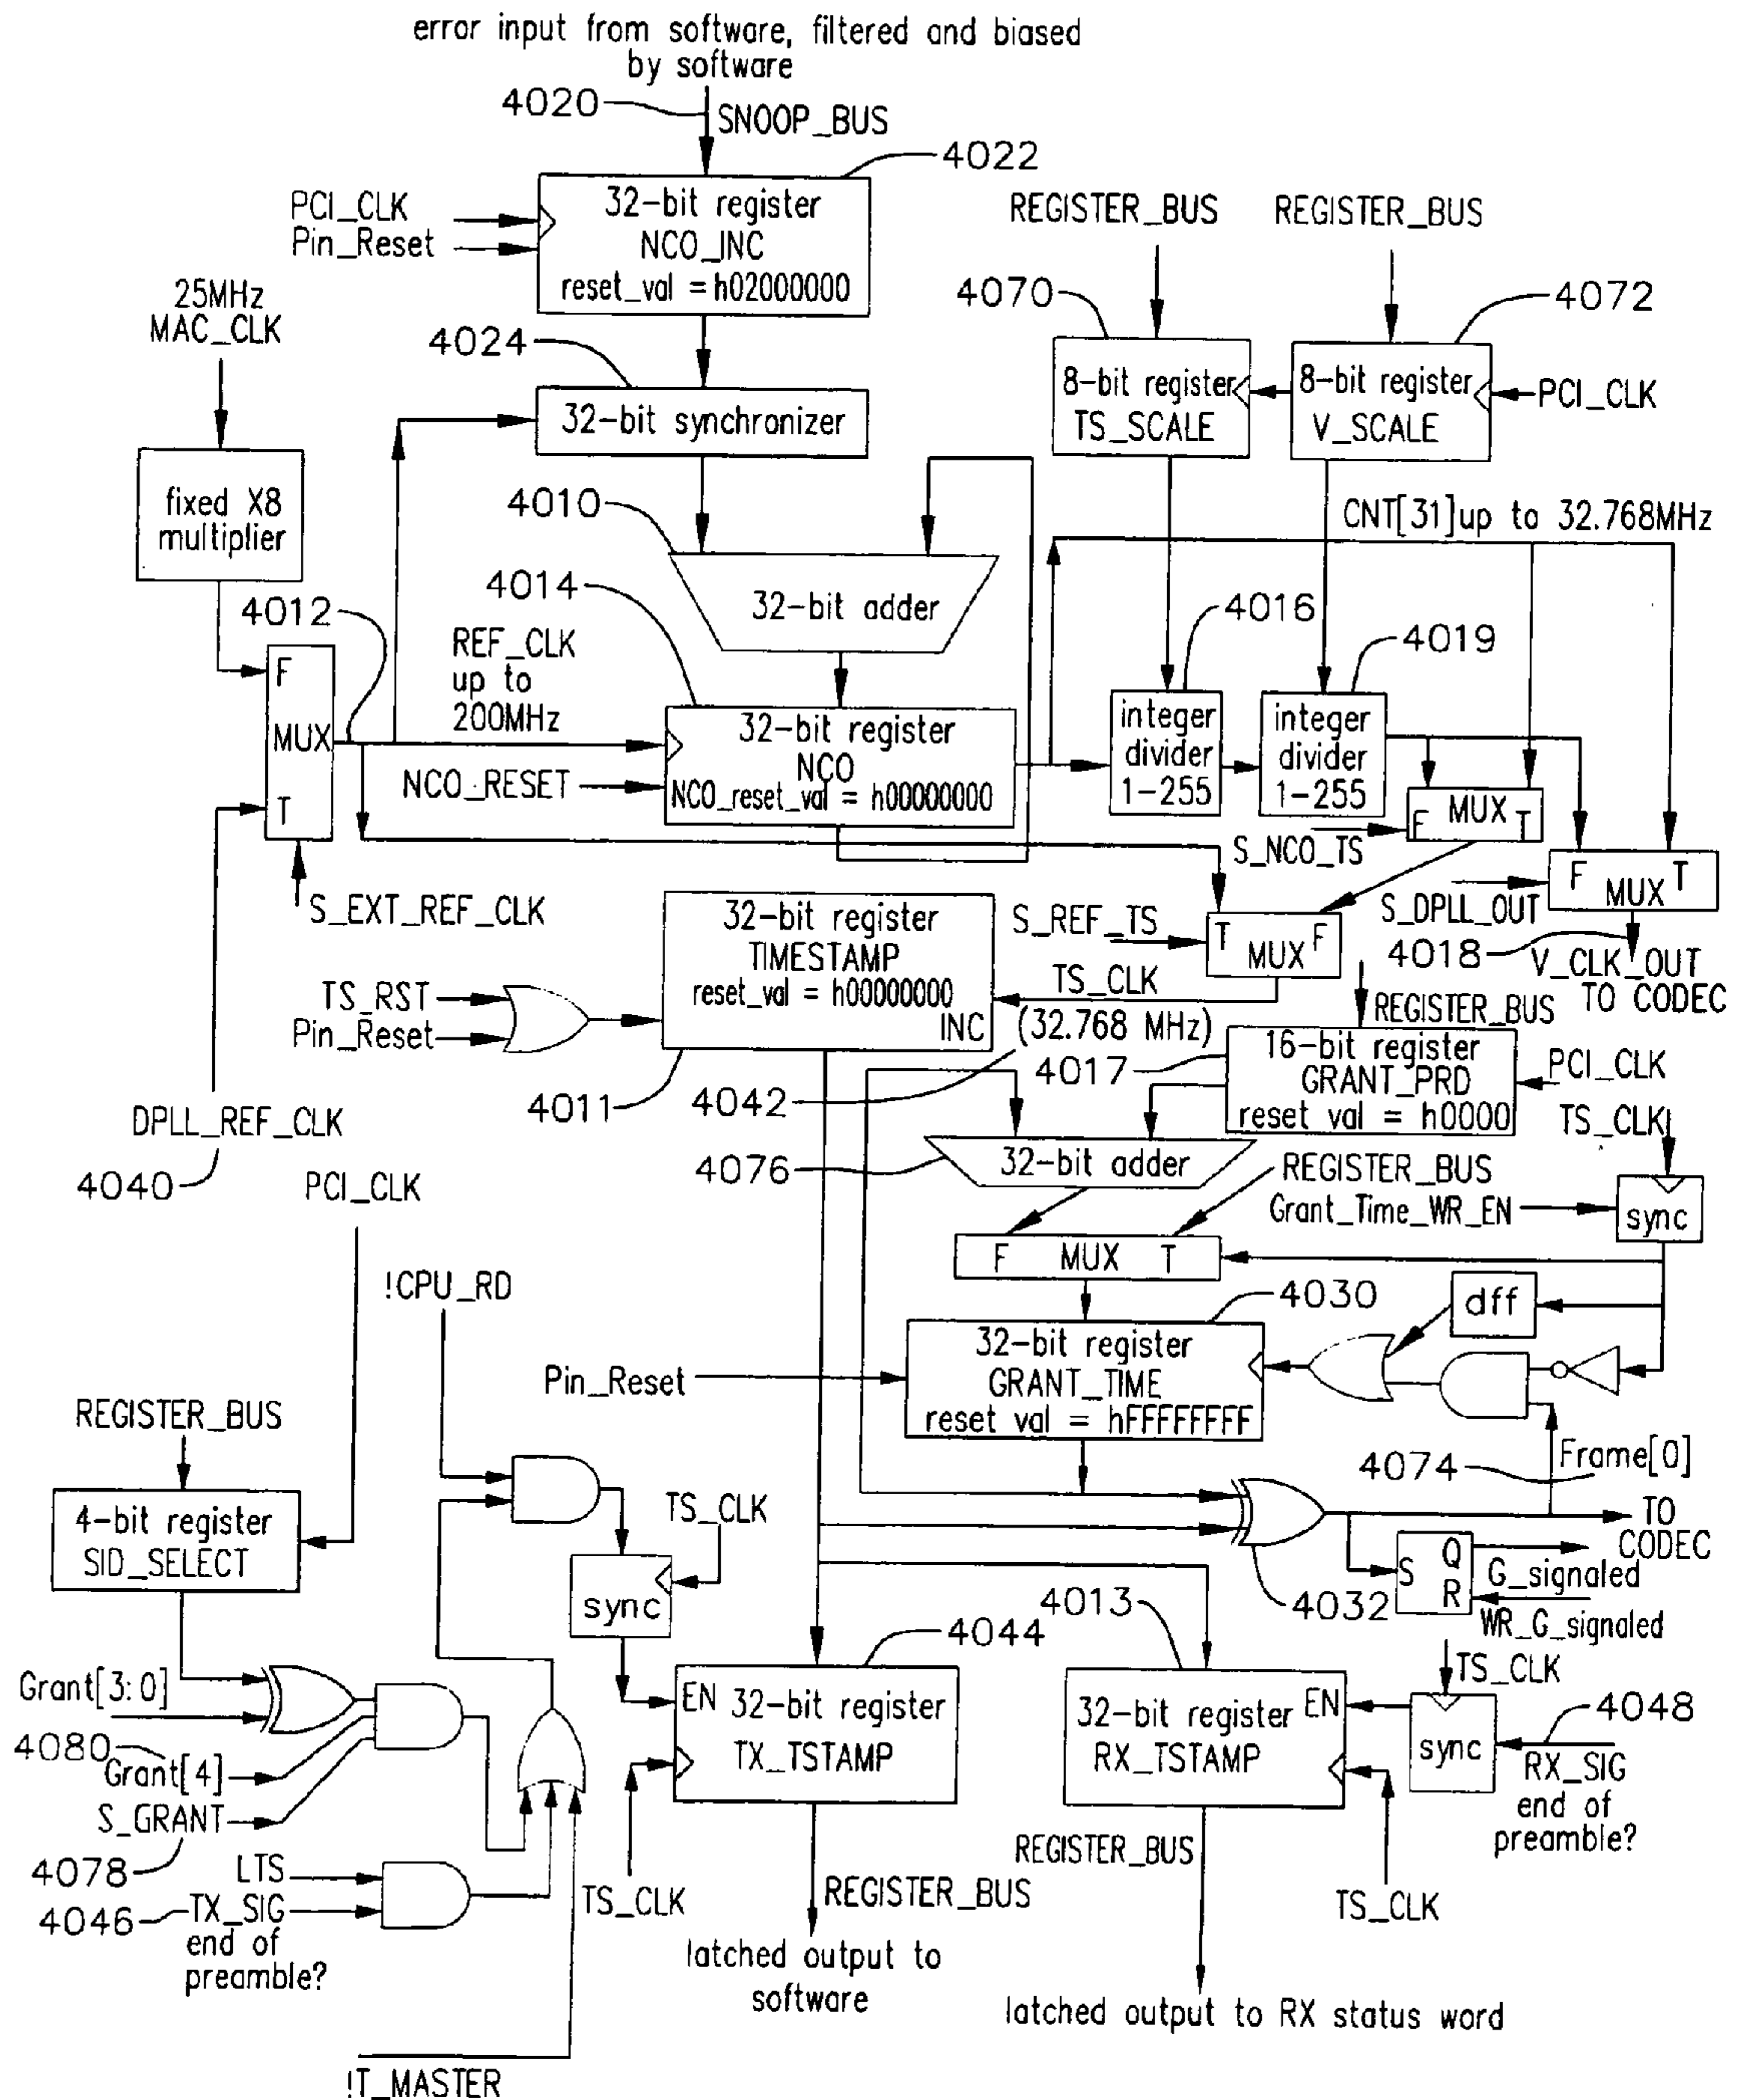 error input from software, filtered and biased
by software
4020
SNOOP_BUS
4022
PCI_CLK
Pin_Reset
32-bit register
NCO_INC
reset_val = h02000000
REGISTER_BUS
REGISTER_BUS
25MHz
MAC_CLK
4024
4070
4072
32-bit synchronizer
8-bit register
TS_SCALE
8-bit register
V_SCALE
PCI_CLK
fixed X8
multiplier
4010
CNT[31]up to 32.768MHz
32-bit adder
4012
4014
4016
4019
F
MUX
T
REF_CLK
up to
200MHz
32-bit register
NCO
NCO_reset_val = h00000000
NCO_RESET
integer
divider
1-255
integer
divider
1-255
F MUX T
S_NCO_TS
S_EXT_REF_CLK
F MUX T
S_DPLL_OUT
4018
V_CLK_OUT
TO CODEC
32-bit register
TIMESTAMP
reset_val = h00000000
INC
S_REF_TS
T MUX F
TS_CLK
(32.768 MHz)
TS_RST
Pin_Reset
REGISTER_BUS
4011
4042
4017
16-bit register
GRANT_PRD
reset val = h0000
PCI_CLK
TS_CLK
DPLL_REF_CLK
4040
PCI_CLK
4076
32-bit adder
REGISTER_BUS
Grant_Time_WR_EN
sync
F MUX T
!CPU_RD
4030
dff
Pin_Reset
32-bit register
GRANT_TIME
reset val = hFFFFFFFF
REGISTER_BUS
4074
Frame[0]
4-bit register
SID_SELECT
TS_CLK
TO
CODEC
sync
S Q
R
G_signaled
WR_G_signaled
4032
4013
4044
TS_CLK
Grant[3:0]
4080
Grant[4]
S_GRANT
4078
EN 32-bit register
TX_TSTAMP
32-bit register EN
RX_TSTAMP
sync
4048
RX_SIG
end of
preamble?
LTS
4046
TX_SIG
end of
preamble?
TS_CLK
REGISTER_BUS
REGISTER_BUS
TS_CLK
latched output to
software
latched output to RX status word
!T_MASTER